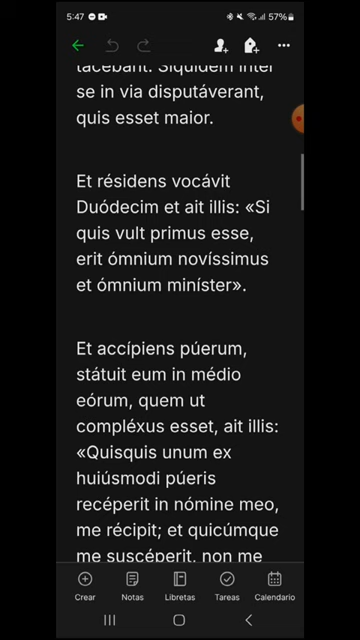 5:47
57%
tacébant. Siquidem inter
se in via disputáverant,
quis esset maior.
Et résidens vocávit
Duódecim et ait illis: «Si
quis vult primus esse,
erit ómnium novíssimus
et ómnium miníster».
Et accípiens púerum,
státuit eum in médio
eórum, quem ut
compléxus esset, ait illis:
«Quisquis unum ex
huiúsmodi púeris
recéperit in nómine meo,
me récipit; et quicúmque
me suscéperit, non me
Crear Notas Libretas Tareas Calendario